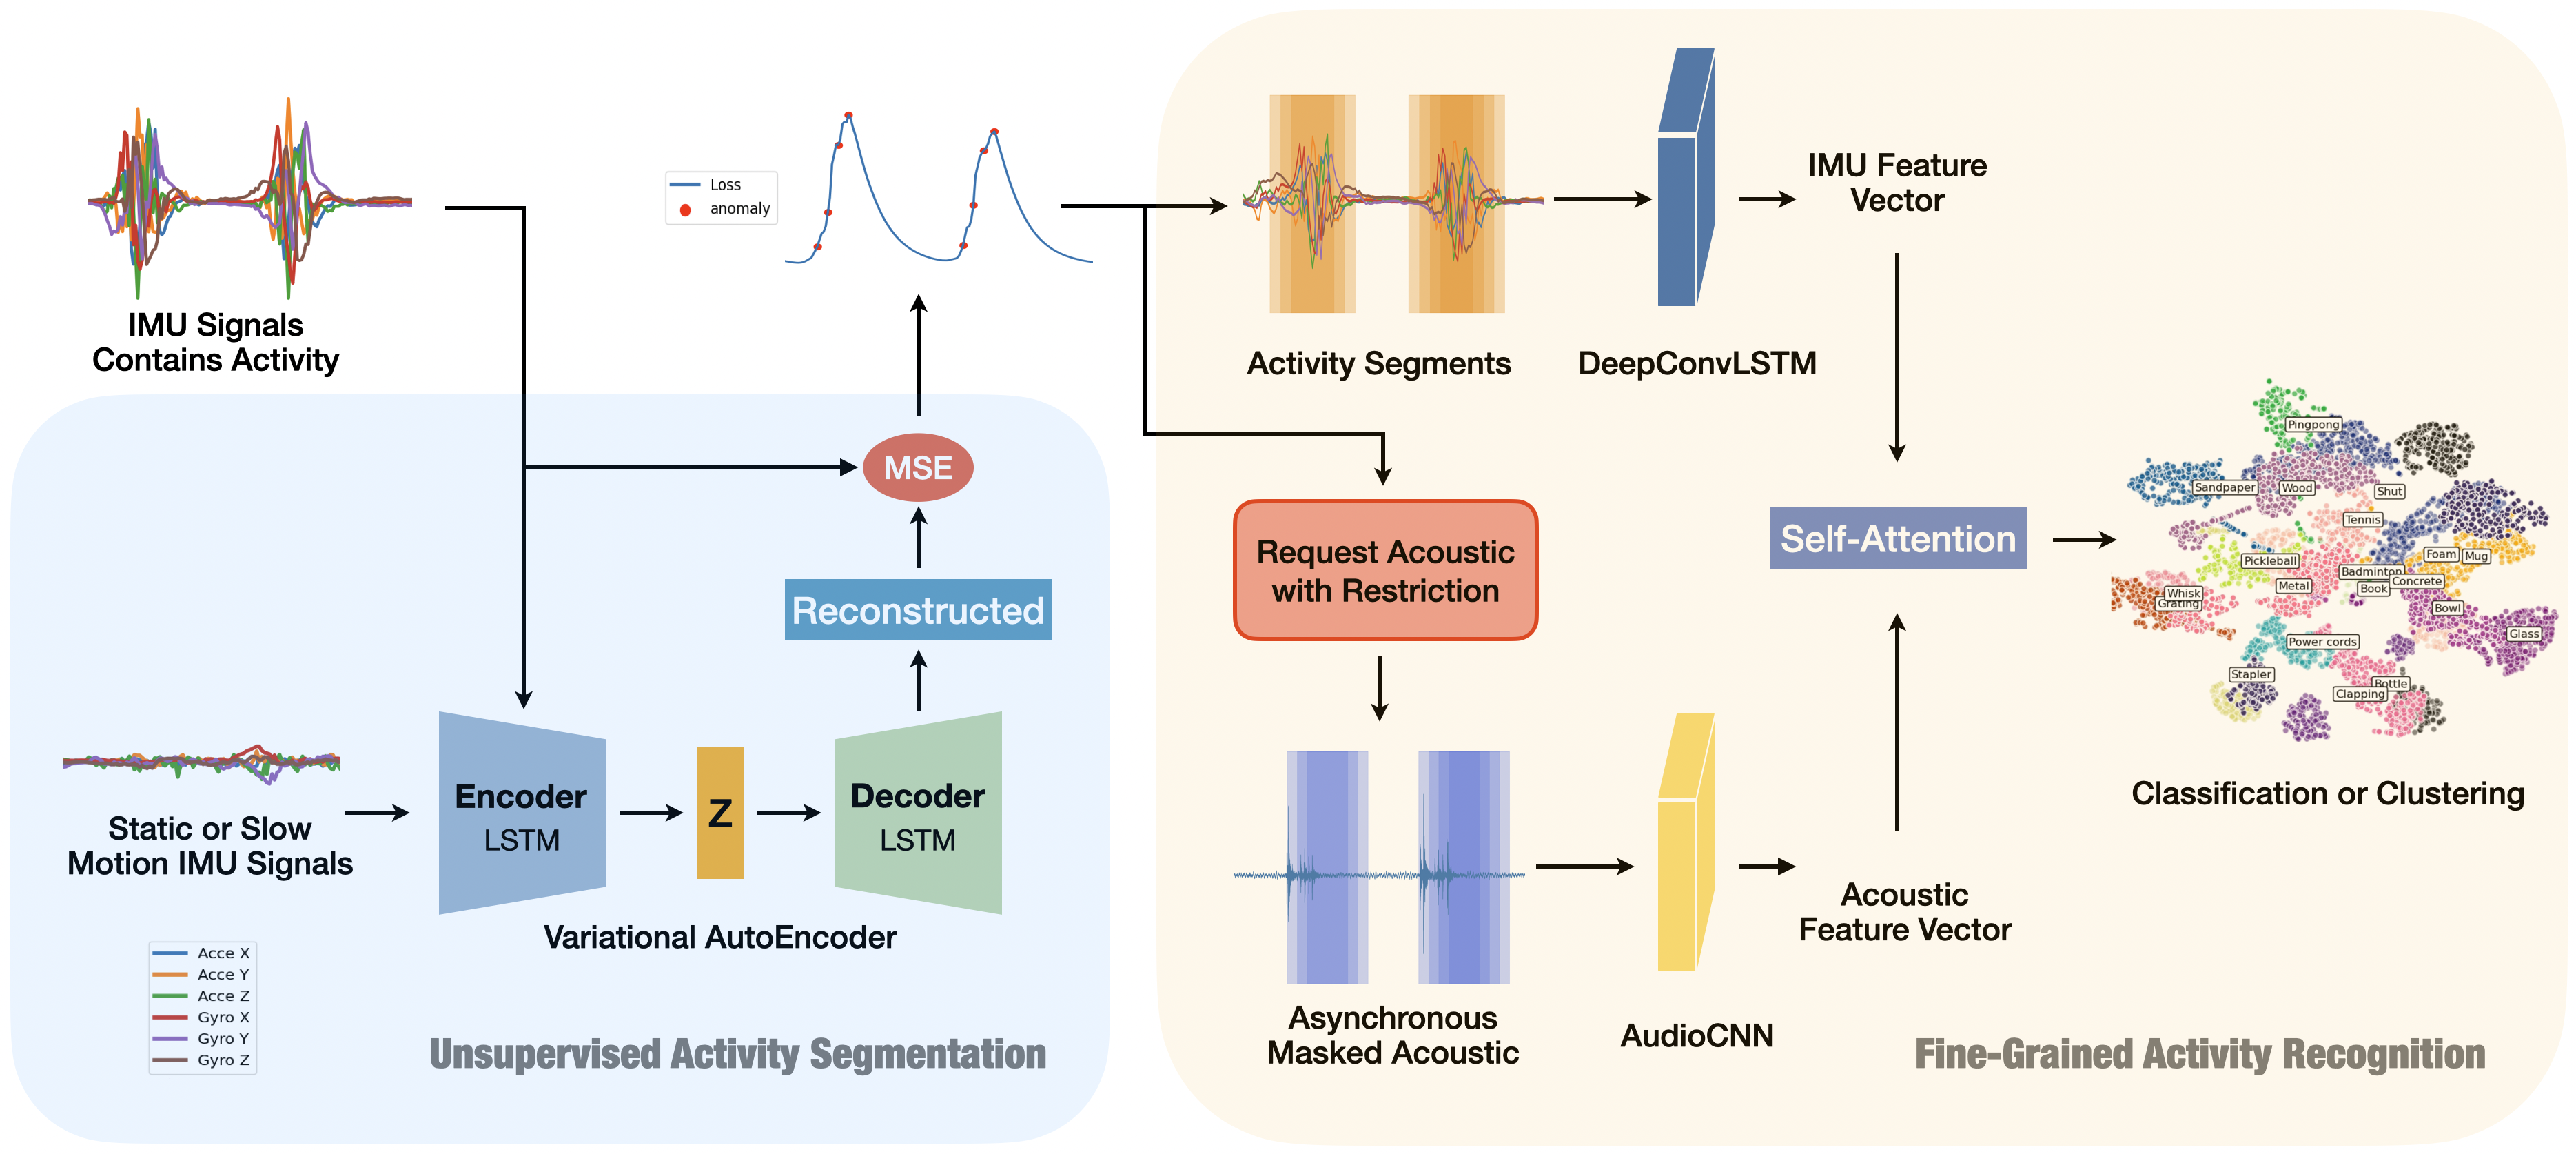 IMU Signals
Contains Activity
Loss
anomaly
MSE
Reconstructed
Encoder
LSTM
Z
Decoder
LSTM
Static or Slow
Motion IMU Signals
Variational AutoEncoder
Acce X
Acce Y
Acce Z
Gyro X
Gyro Y
Gyro Z
Unsupervised Activity Segmentation
Activity Segments
DeepConvLSTM
IMU Feature
Vector
Request Acoustic
with Restriction
Asynchronous
Masked Acoustic
AudioCNN
Acoustic
Feature Vector
Self-Attention
Pingpong
Sandpaper
Wood
Shut
Tennis
Foam
Mug
Pickleball
Badminton
Concrete
Metal
Book
Whisk
Grating
Bowl
Glass
Power cords
Stapler
Bottle
Clapping
Classification or Clustering
Fine-Grained Activity Recognition